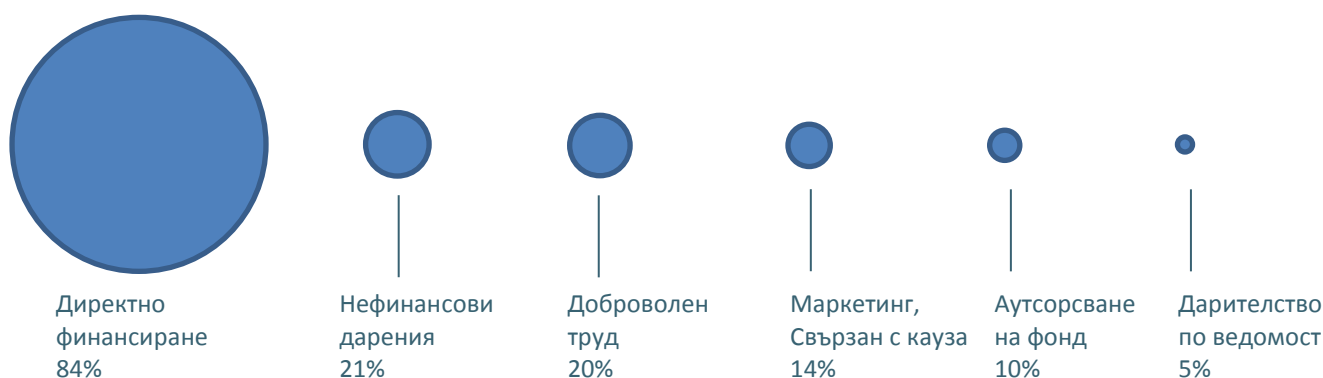 Директно
финансиране
84%
Нефинансови
дарения
21%
Доброволен
труд
20%
Маркетинг,
Свързан с кауза
14%
Аутсорсване
на фонд
10%
Дарителство
по ведомост
5%